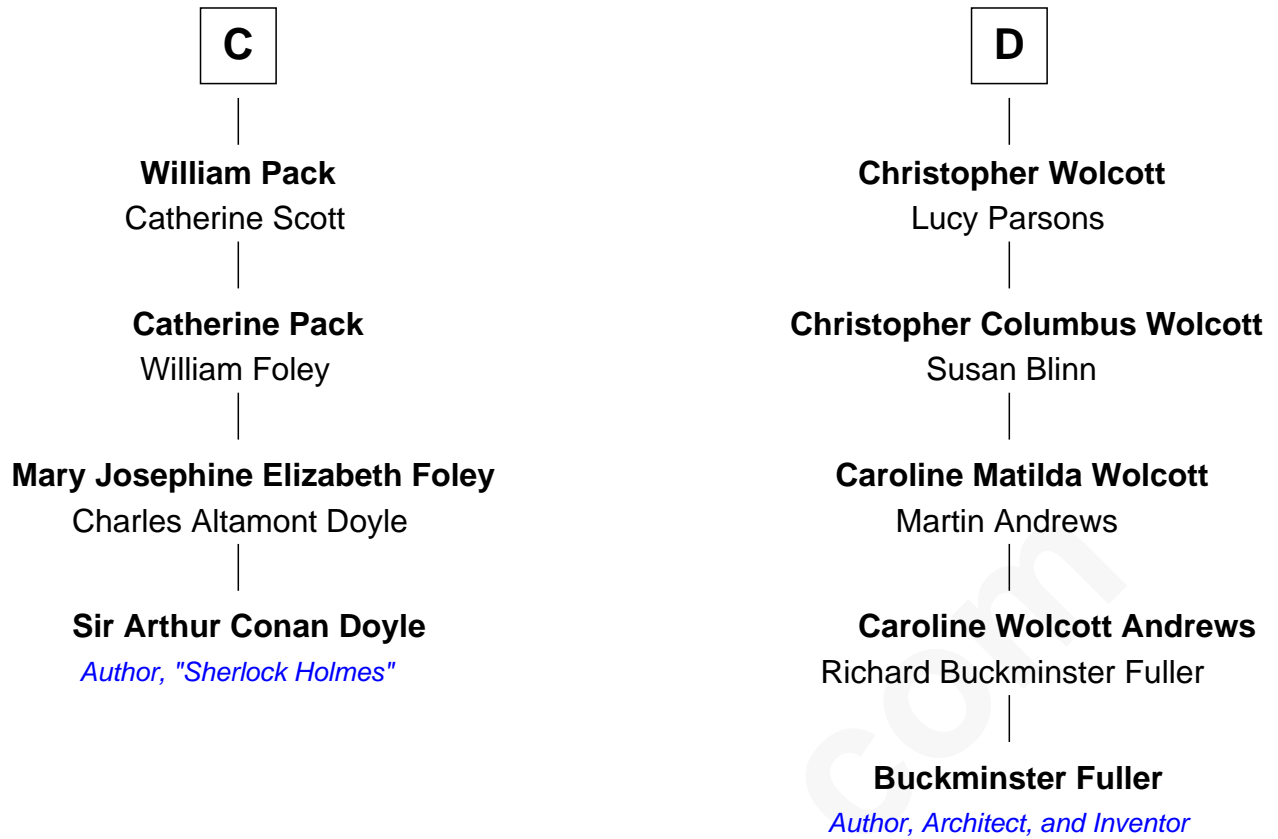 C
William Pack
Catherine Scott
Catherine Pack
William Foley
Mary Josephine Elizabeth Foley
Charles Altamont Doyle
Sir Arthur Conan Doyle
Author, "Sherlock Holmes"
D
Christopher Wolcott
Lucy Parsons
Christopher Columbus Wolcott
Susan Blinn
Caroline Matilda Wolcott
Martin Andrews
Caroline Wolcott Andrews
Richard Buckminster Fuller
Buckminster Fuller
Author, Architect, and Inventor
com